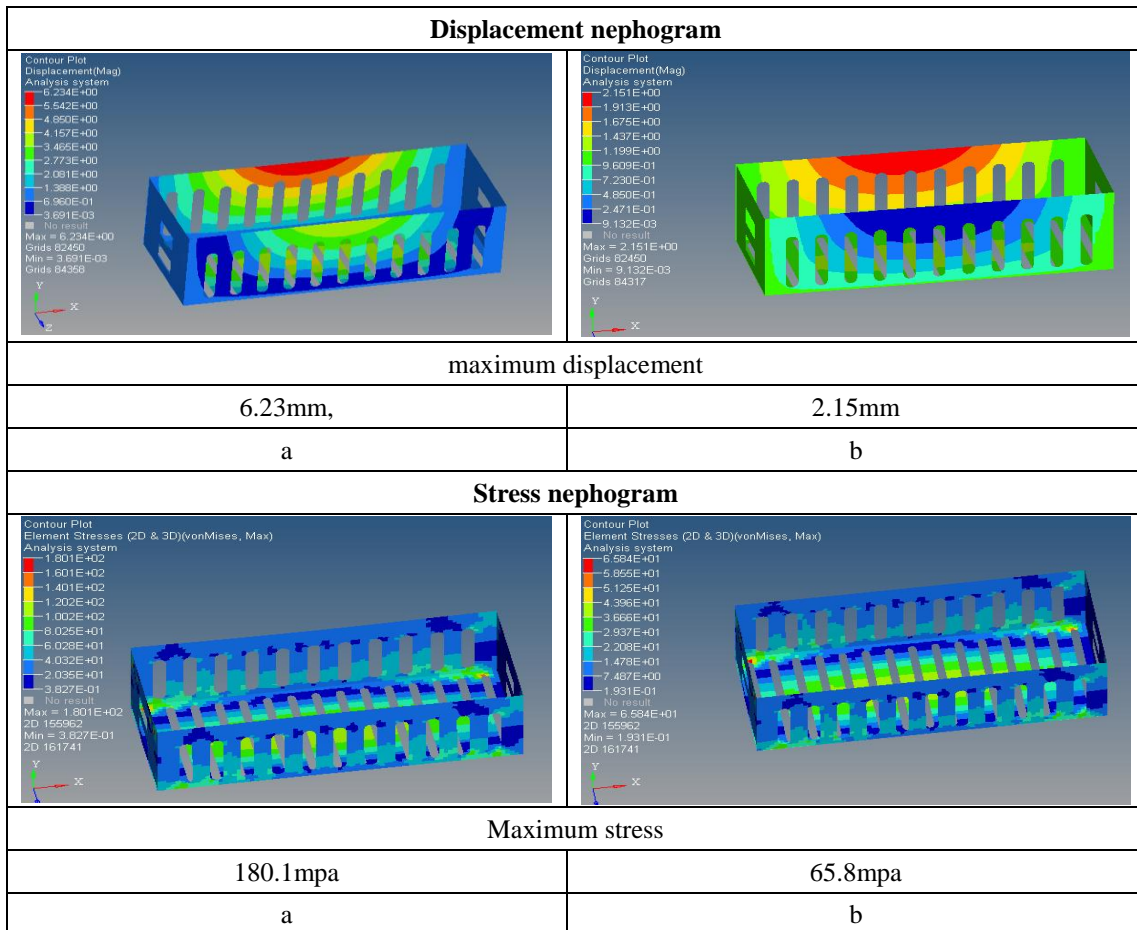 Displacement nephogram
Contour Plot
Displacement(Mag)
Analysis system
6.234E+00
5.542E+00
4.850E+00
4.157E+00
3.465E+00
2.773E+00
2.081E+00
1.388E+00
6.960E-01
3.691E-03
No result
Max = 6.234E+00
Grids 82450
Min = 3.691E-03
Grids 84358
Y
X
Z
Contour Plot
Displacement(Mag)
Analysis system
2.151E+00
1.913E+00
1.675E+00
1.437E+00
1.199E+00
9.609E-01
7.230E-01
4.850E-01
2.471E-01
9.132E-03
No result
Max = 2.151E+00
Grids 82450
Min = 9.132E-03
Grids 84317
Y
X
maximum displacement
6.23mm,
2.15mm
a
b
Stress nephogram
Contour Plot
Element Stresses (2D & 3D)(vonMises, Max)
Analysis system
1.801E+02
1.601E+02
1.401E+02
1.202E+02
1.002E+02
8.025E+01
6.028E+01
4.032E+01
2.035E+01
3.827E-01
No result
Max = 1.801E+02
2D 155962
Min = 3.827E-01
2D 161741
Y
X
Contour Plot
Element Stresses (2D & 3D)(vonMises, Max)
Analysis system
6.584E+01
5.855E+01
5.125E+01
4.396E+01
3.666E+01
2.937E+01
2.208E+01
1.478E+01
7.487E+00
1.931E-01
No result
Max = 6.584E+01
2D 155962
Min = 1.931E-01
2D 161741
Y
X
Maximum stress
180.1mpa
65.8mpa
a
b